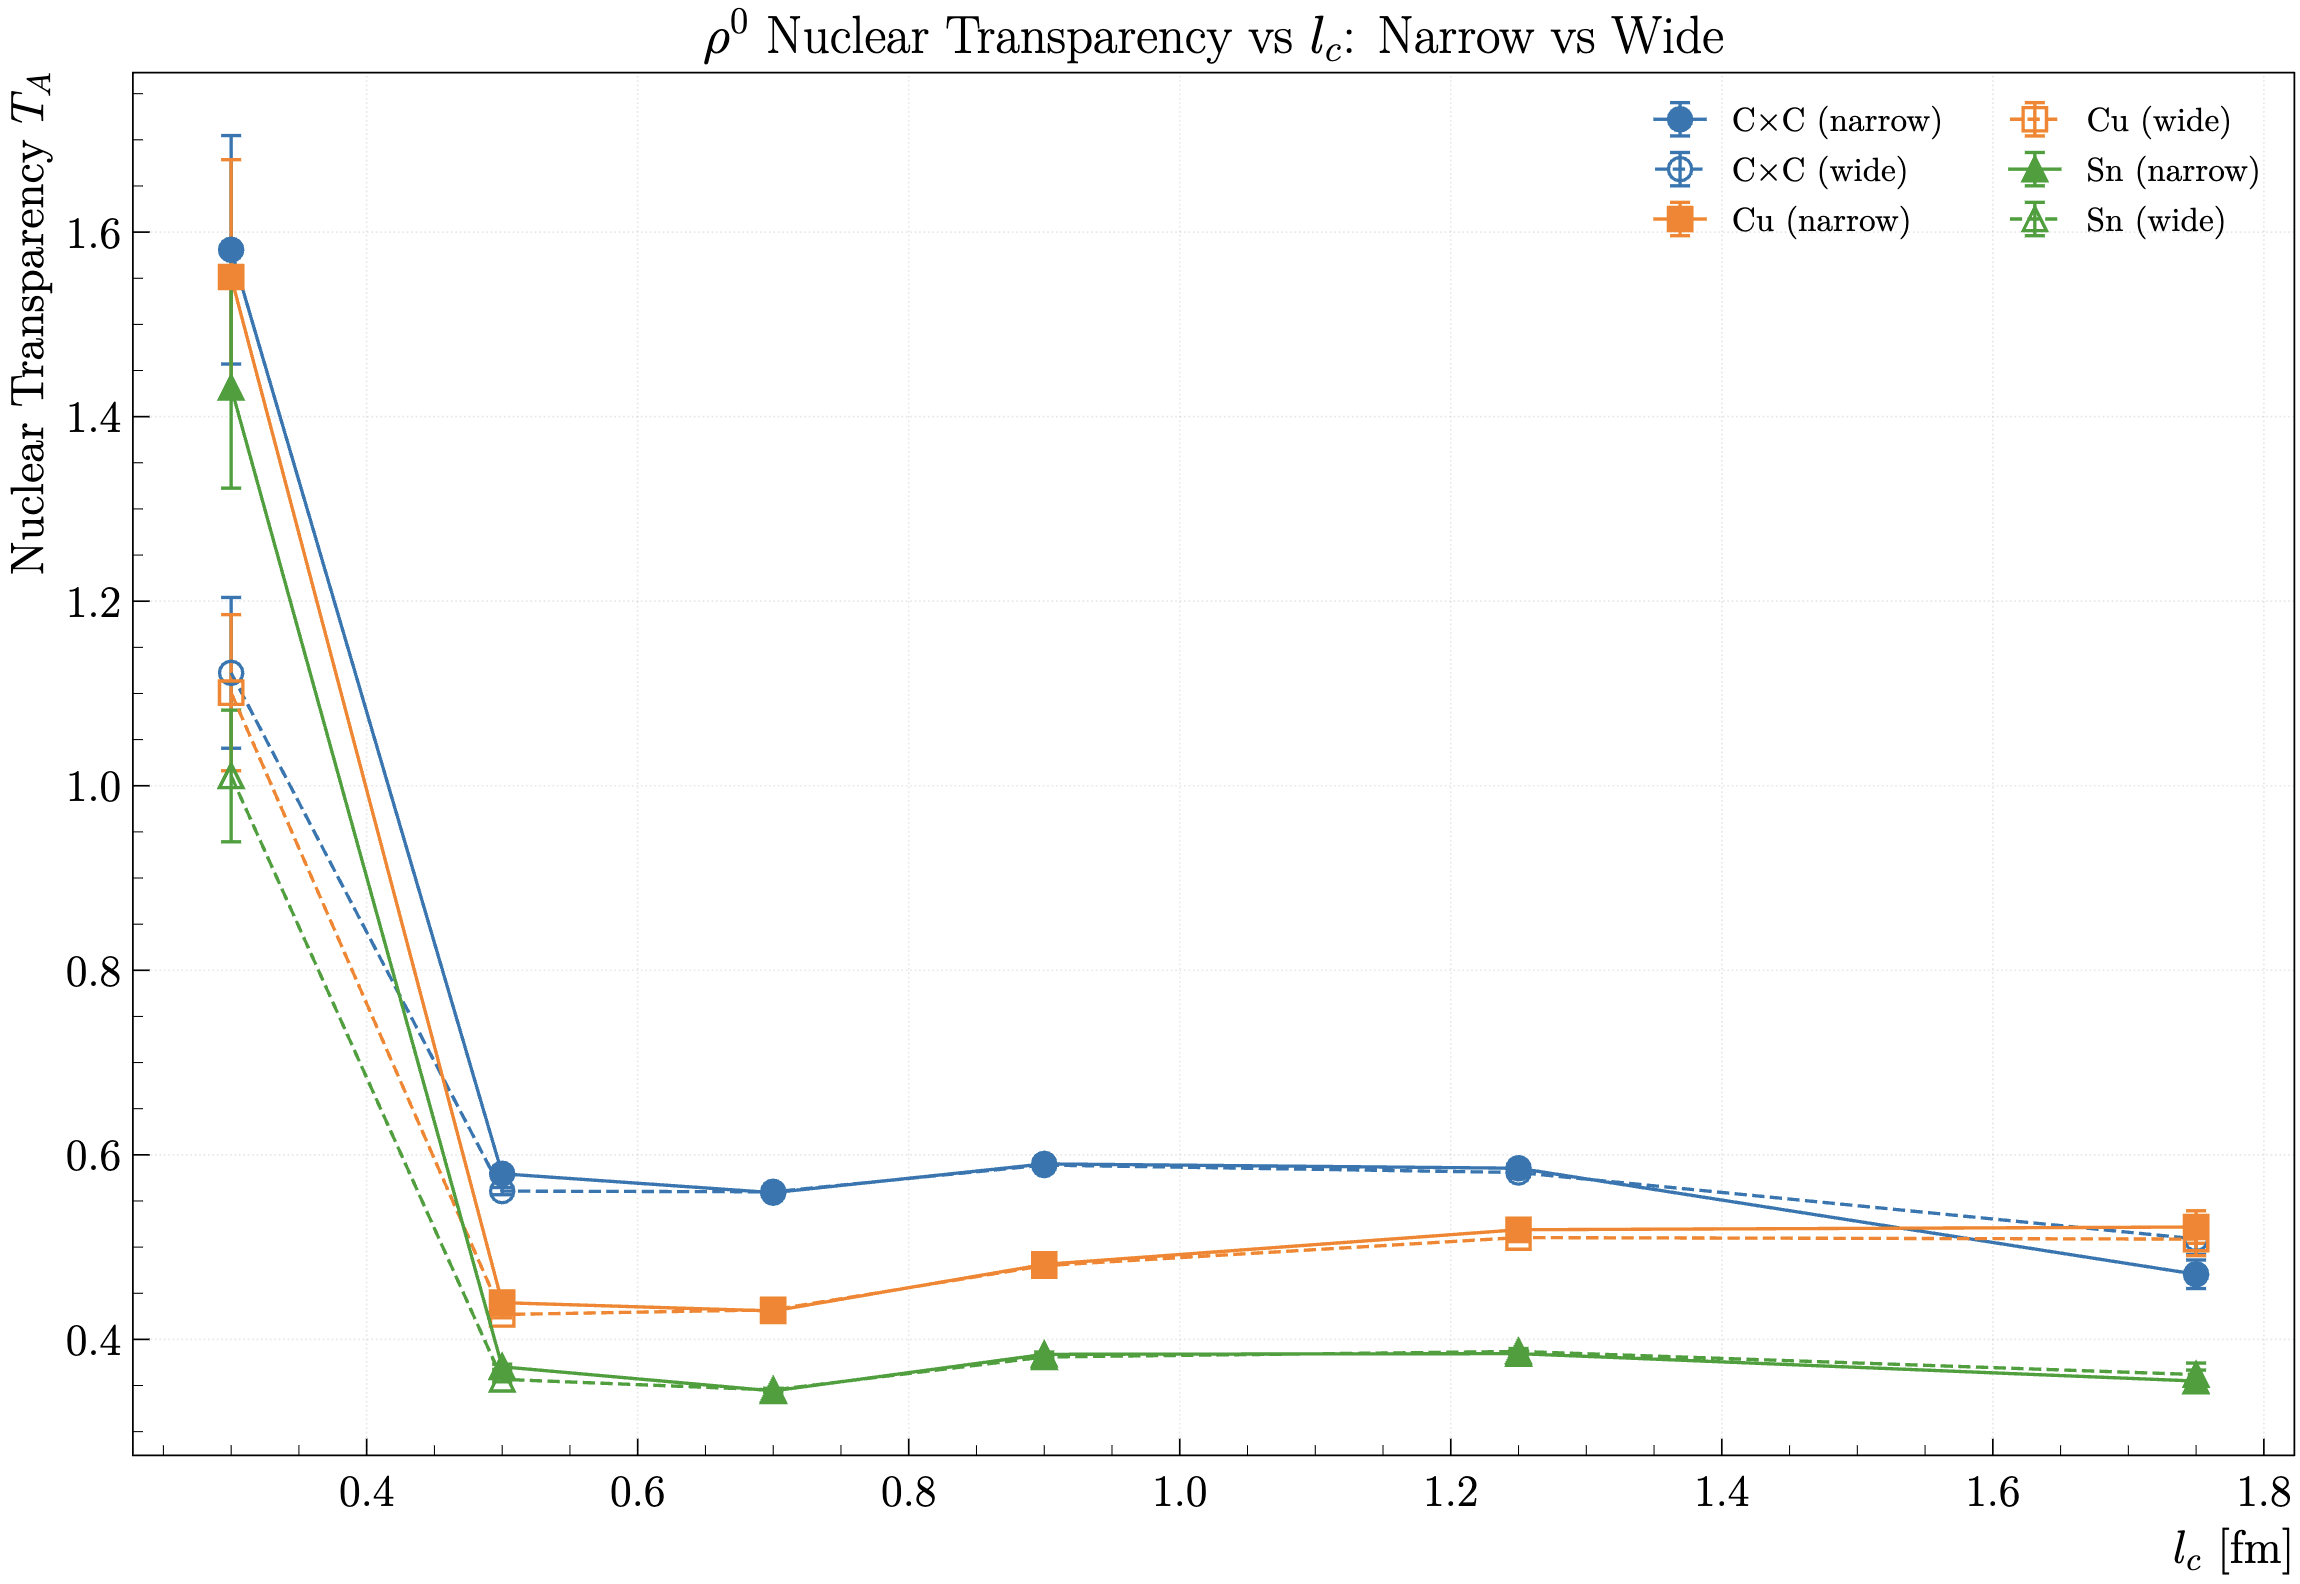 ρ⁰ Nuclear Transparency vs l_c: Narrow vs Wide
Nuclear Transparency T_A
1.6
1.4
1.2
1.0
0.8
0.6
0.4
C×C (narrow)
C×C (wide)
Cu (narrow)
Cu (wide)
Sn (narrow)
Sn (wide)
0.4 0.6 0.8 1.0 1.2 1.4 1.6 1.8
l_c [fm]